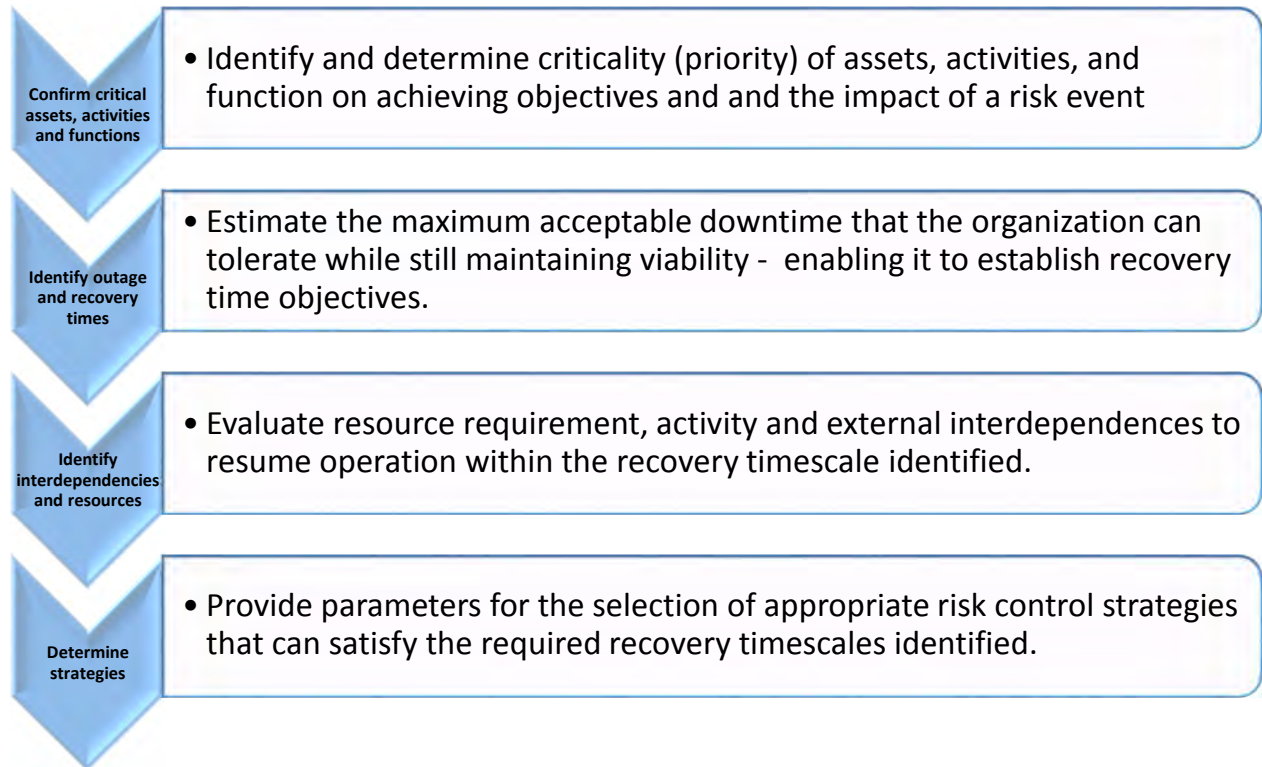 Confirm critical
assets, activities
and functions
• Identify and determine criticality (priority) of assets, activities, and
function on achieving objectives and and the impact of a risk event
Identify outage
and recovery
times
• Estimate the maximum acceptable downtime that the organization can
tolerate while still maintaining viability - enabling it to establish recovery
time objectives.
Identify
interdependencies
and resources
• Evaluate resource requirement, activity and external interdependences to
resume operation within the recovery timescale identified.
Determine
strategies
• Provide parameters for the selection of appropriate risk control strategies
that can satisfy the required recovery timescales identified.